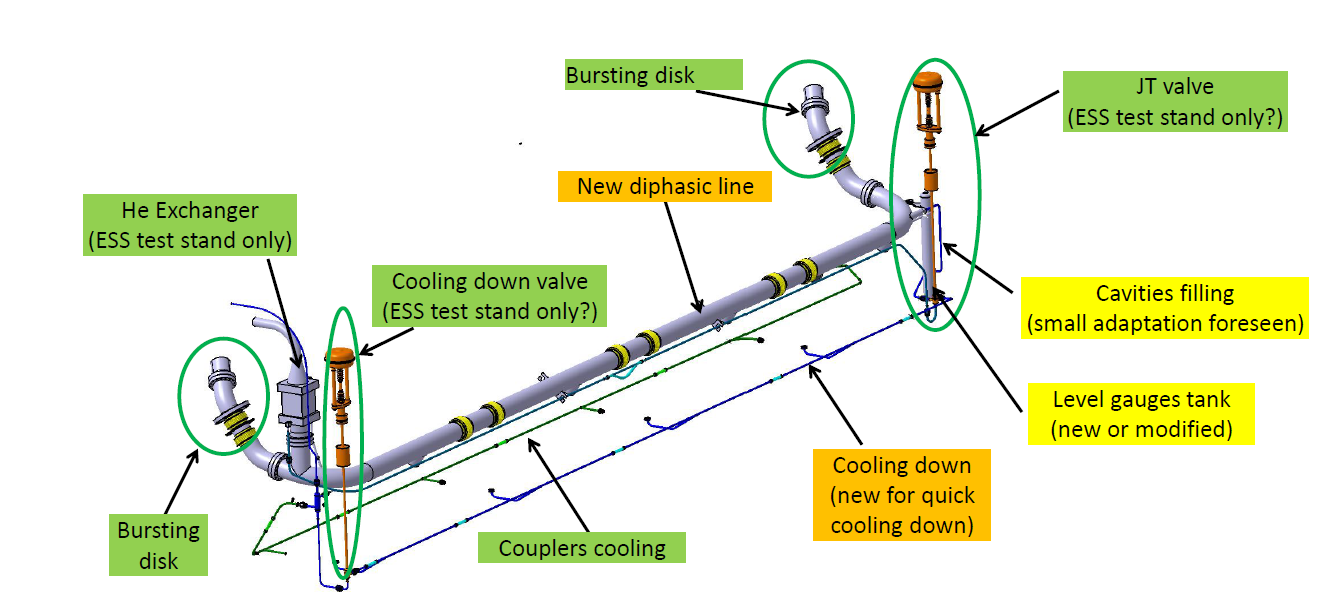 Bursting disk
JT valve
(ESS test stand only?)
New diphasic line
He Exchanger
(ESS test stand only)
Cooling down valve
(ESS test stand only?)
Cavities filling
(small adaptation foreseen)
Level gauges tank
(new or modified)
Cooling down
(new for quick
cooling down)
Bursting
disk
Couplers cooling